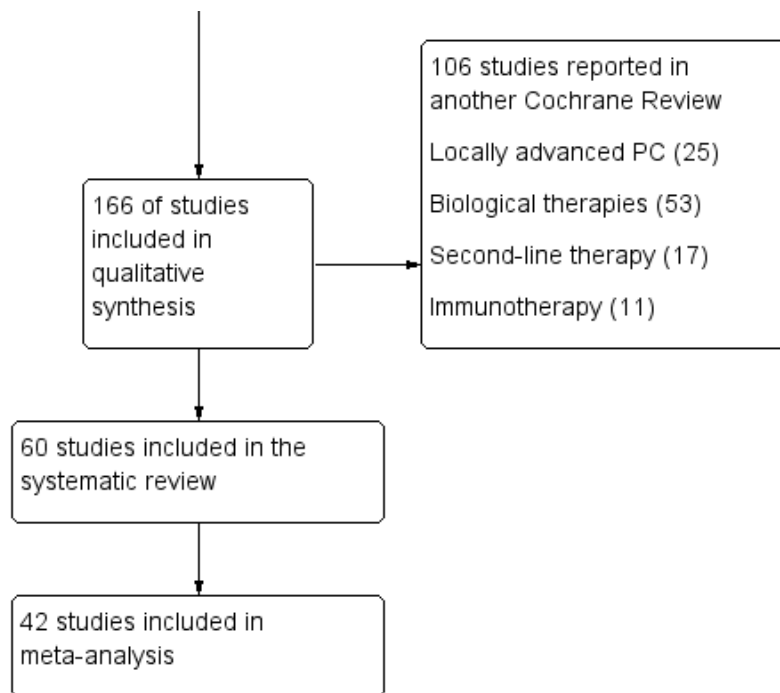 106 studies reported in
another Cochrane Review
Locally advanced PC (25)
Biological therapies (53)
Second-line therapy (17)
Immunotherapy (11)
166 of studies
included in
qualitative
synthesis
60 studies included in the
systematic review
42 studies included in
meta-analysis